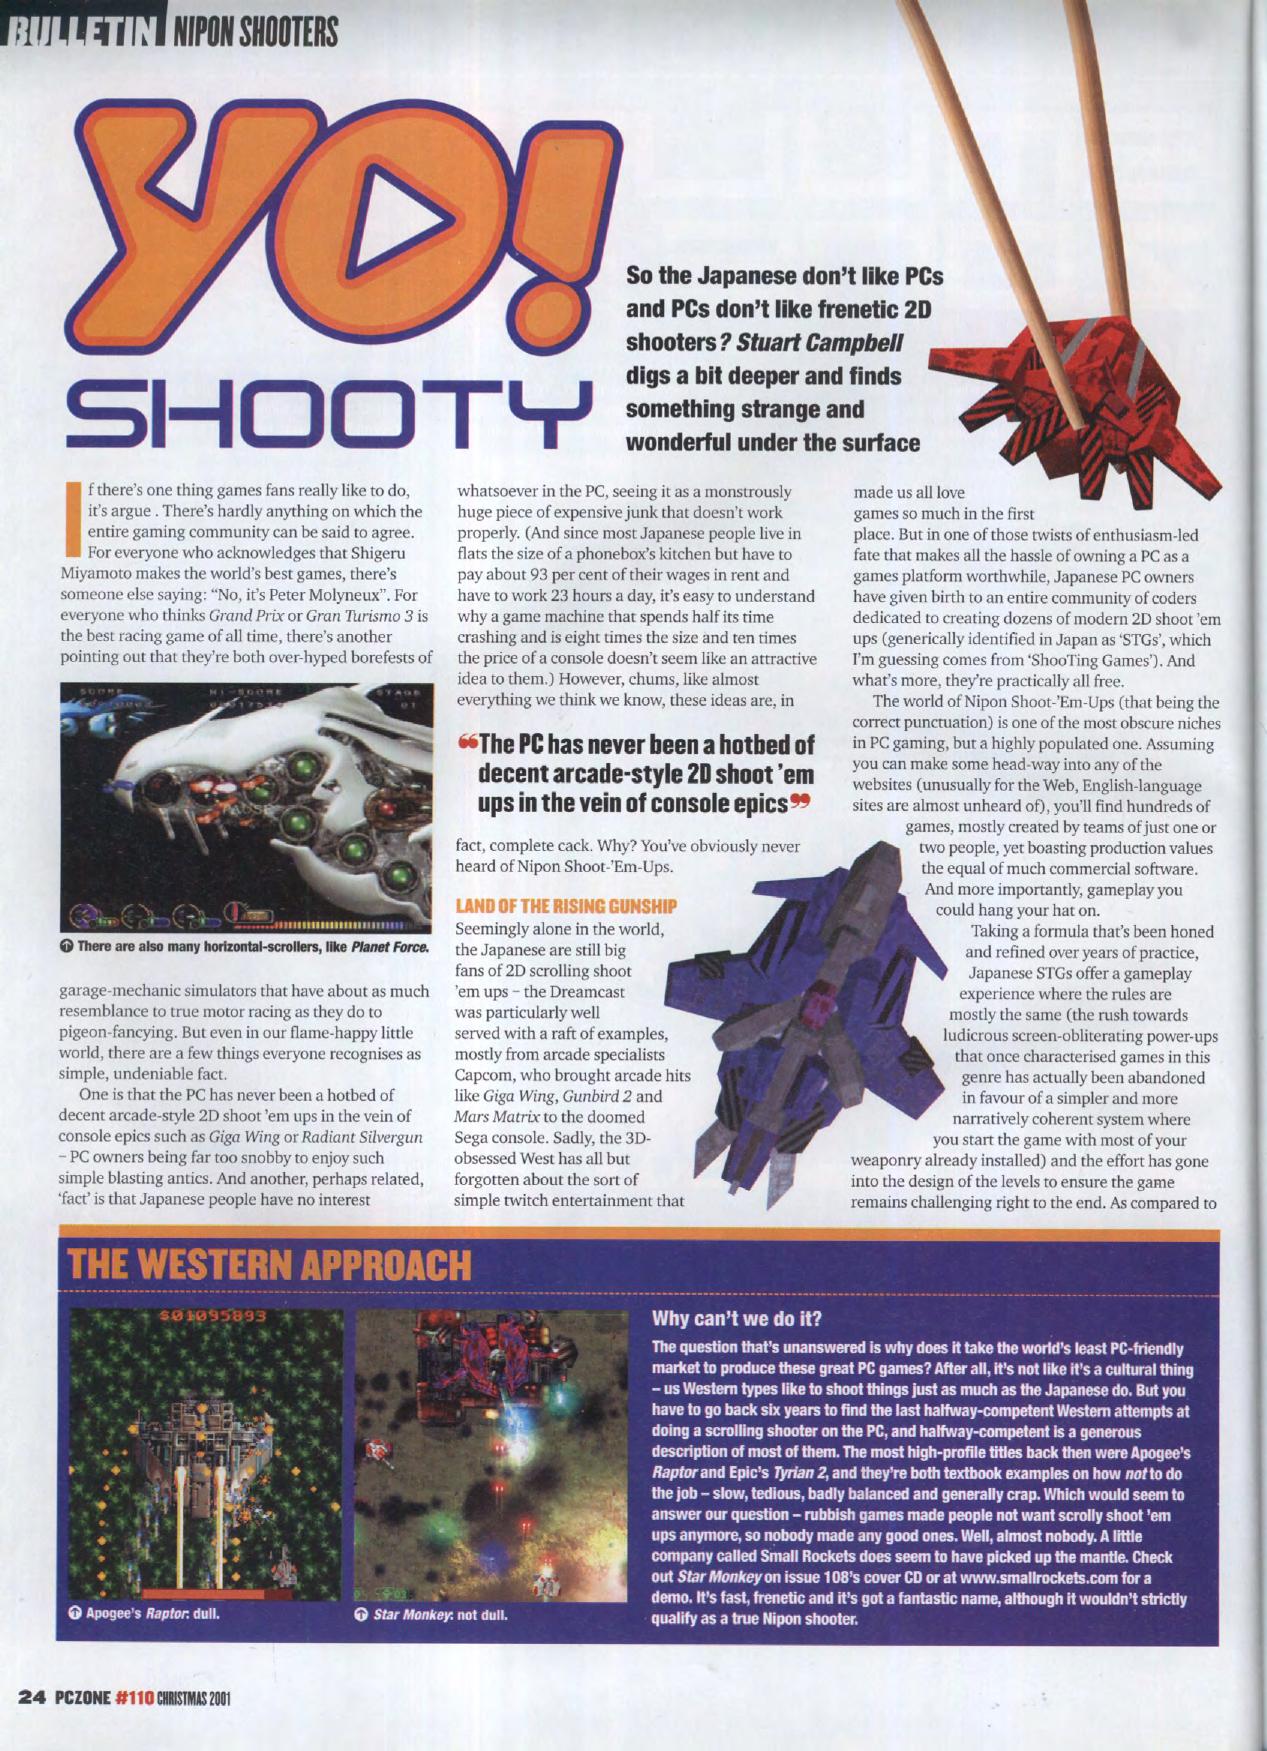 BULLETIN NIPON SHOOTERS
YO!
SHOOTY
So the Japanese don't like PCs
and PCs don't like frenetic 2D
shooters? Stuart Campbell
digs a bit deeper and finds
something strange and
wonderful under the surface
If there's one thing games fans really like to do,
it's argue . There's hardly anything on which the
entire gaming community can be said to agree.
For everyone who acknowledges that Shigeru
Miyamoto makes the world's best games, there's
someone else saying: "No, it's Peter Molyneux". For
everyone who thinks Grand Prix or Gran Turismo 3 is
the best racing game of all time, there's another
pointing out that they're both over-hyped borefests of
SCORE
HI-SCORE
STAGE
01
There are also many horizontal-scrollers, like Planet Force.
garage-mechanic simulators that have about as much
resemblance to true motor racing as they do to
pigeon-fancying. But even in our flame-happy little
world, there are a few things everyone recognises as
simple, undeniable fact.
One is that the PC has never been a hotbed of
decent arcade-style 2D shoot 'em ups in the vein of
console epics such as Giga Wing or Radiant Silvergun
– PC owners being far too snobby to enjoy such
simple blasting antics. And another, perhaps related,
'fact' is that Japanese people have no interest
whatsoever in the PC, seeing it as a monstrously
huge piece of expensive junk that doesn't work
properly. (And since most Japanese people live in
flats the size of a phonebox's kitchen but have to
pay about 93 per cent of their wages in rent and
have to work 23 hours a day, it's easy to understand
why a game machine that spends half its time
crashing and is eight times the size and ten times
the price of a console doesn't seem like an attractive
idea to them.) However, chums, like almost
everything we think we know, these ideas are, in
“The PC has never been a hotbed of
decent arcade-style 2D shoot 'em
ups in the vein of console epics”
fact, complete cack. Why? You've obviously never
heard of Nipon Shoot-'Em-Ups.
LAND OF THE RISING GUNSHIP
Seemingly alone in the world,
the Japanese are still big
fans of 2D scrolling shoot
'em ups – the Dreamcast
was particularly well
served with a raft of examples,
mostly from arcade specialists
Capcom, who brought arcade hits
like Giga Wing, Gunbird 2 and
Mars Matrix to the doomed
Sega console. Sadly, the 3D-
obsessed West has all but
forgotten about the sort of
simple twitch entertainment that
made us all love
games so much in the first
place. But in one of those twists of enthusiasm-led
fate that makes all the hassle of owning a PC as a
games platform worthwhile, Japanese PC owners
have given birth to an entire community of coders
dedicated to creating dozens of modern 2D shoot 'em
ups (generically identified in Japan as 'STGs', which
I'm guessing comes from 'ShooTing Games'). And
what's more, they're practically all free.
The world of Nipon Shoot-'Em-Ups (that being the
correct punctuation) is one of the most obscure niches
in PC gaming, but a highly populated one. Assuming
you can make some head-way into any of the
websites (unusually for the Web, English-language
sites are almost unheard of), you'll find hundreds of
games, mostly created by teams of just one or
two people, yet boasting production values
the equal of much commercial software.
And more importantly, gameplay you
could hang your hat on.
Taking a formula that's been honed
and refined over years of practice,
Japanese STGs offer a gameplay
experience where the rules are
mostly the same (the rush towards
ludicrous screen-obliterating power-ups
that once characterised games in this
genre has actually been abandoned
in favour of a simpler and more
narratively coherent system where
you start the game with most of your
weaponry already installed) and the effort has gone
into the design of the levels to ensure the game
remains challenging right to the end. As compared to
THE WESTERN APPROACH
$01095893
Apogee's Raptor: dull.
Star Monkey: not dull.
Why can't we do it?
The question that's unanswered is why does it take the world's least PC-friendly
market to produce these great PC games? After all, it's not like it's a cultural thing
– us Western types like to shoot things just as much as the Japanese do. But you
have to go back six years to find the last halfway-competent Western attempts at
doing a scrolling shooter on the PC, and halfway-competent is a generous
description of most of them. The most high-profile titles back then were Apogee's
Raptor and Epic's Tyrian 2, and they're both textbook examples on how not to do
the job – slow, tedious, badly balanced and generally crap. Which would seem to
answer our question – rubbish games made people not want scrolly shoot 'em
ups anymore, so nobody made any good ones. Well, almost nobody. A little
company called Small Rockets does seem to have picked up the mantle. Check
out Star Monkey on issue 108's cover CD or at www.smallrockets.com for a
demo. It's fast, frenetic and it's got a fantastic name, although it wouldn't strictly
qualify as a true Nipon shooter.
24 PCZONE #110 CHRISTMAS 2001